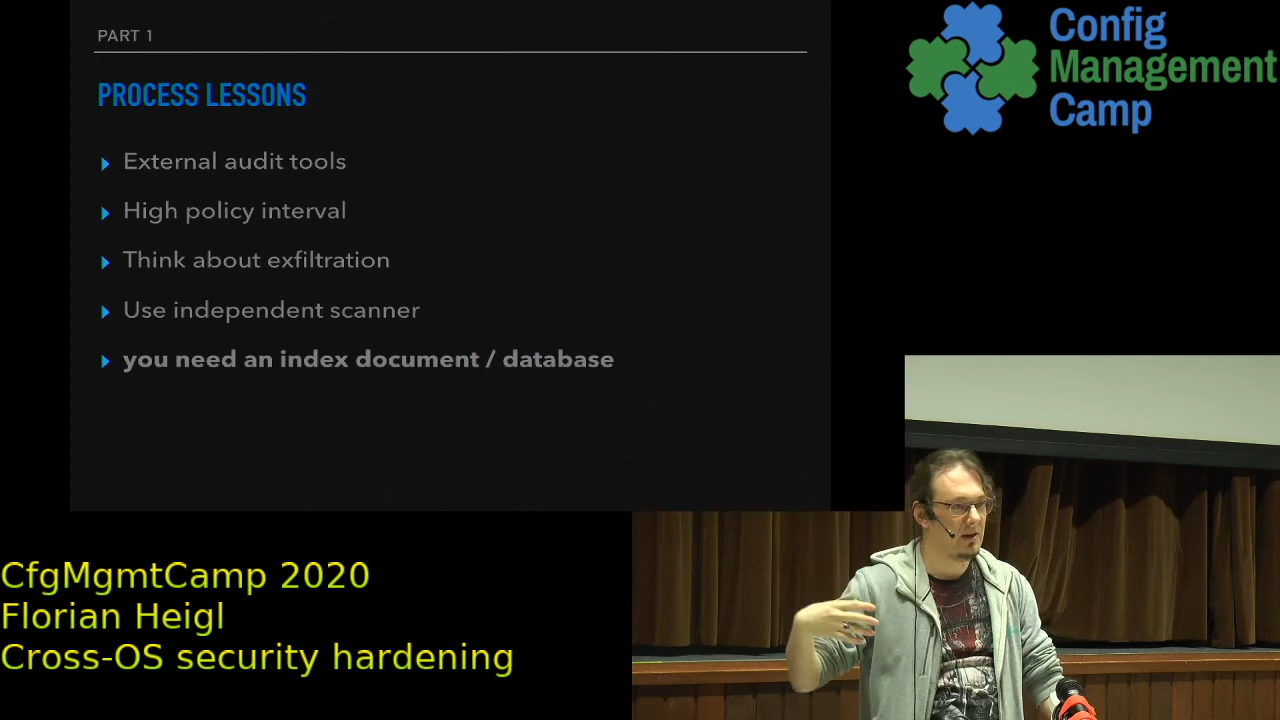 PART 1
PROCESS LESSONS
External audit tools
High policy interval
Think about exfiltration
Use independent scanner
you need an index document / database
Config
Management
Camp
CfgMgmtCamp 2020
Florian Heigl
Cross-OS security hardening